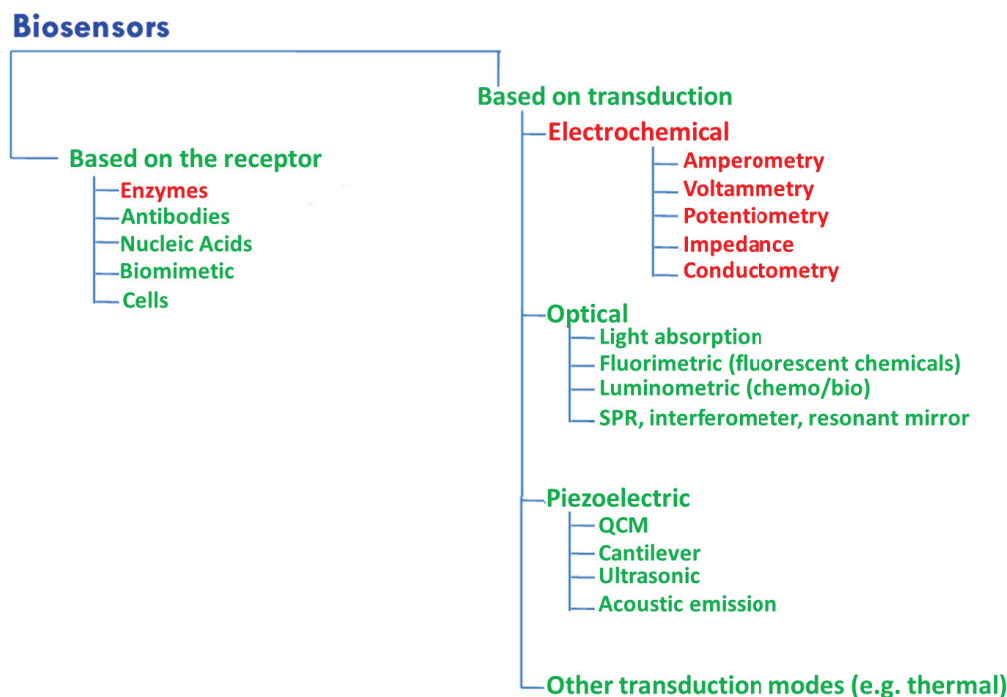 Biosensors
Based on the receptor
Enzymes
Antibodies
Nucleic Acids
Biomimetic
Cells
Based on transduction
Electrochemical
Amperometry
Voltammetry
Potentiometry
Impedance
Conductometry
Optical
Light absorption
Fluorimetric (fluorescent chemicals)
Luminometric (chemo/bio)
SPR, interferometer, resonant mirror
Piezoelectric
QCM
Cantilever
Ultrasonic
Acoustic emission
Other transduction modes (e.g. thermal)